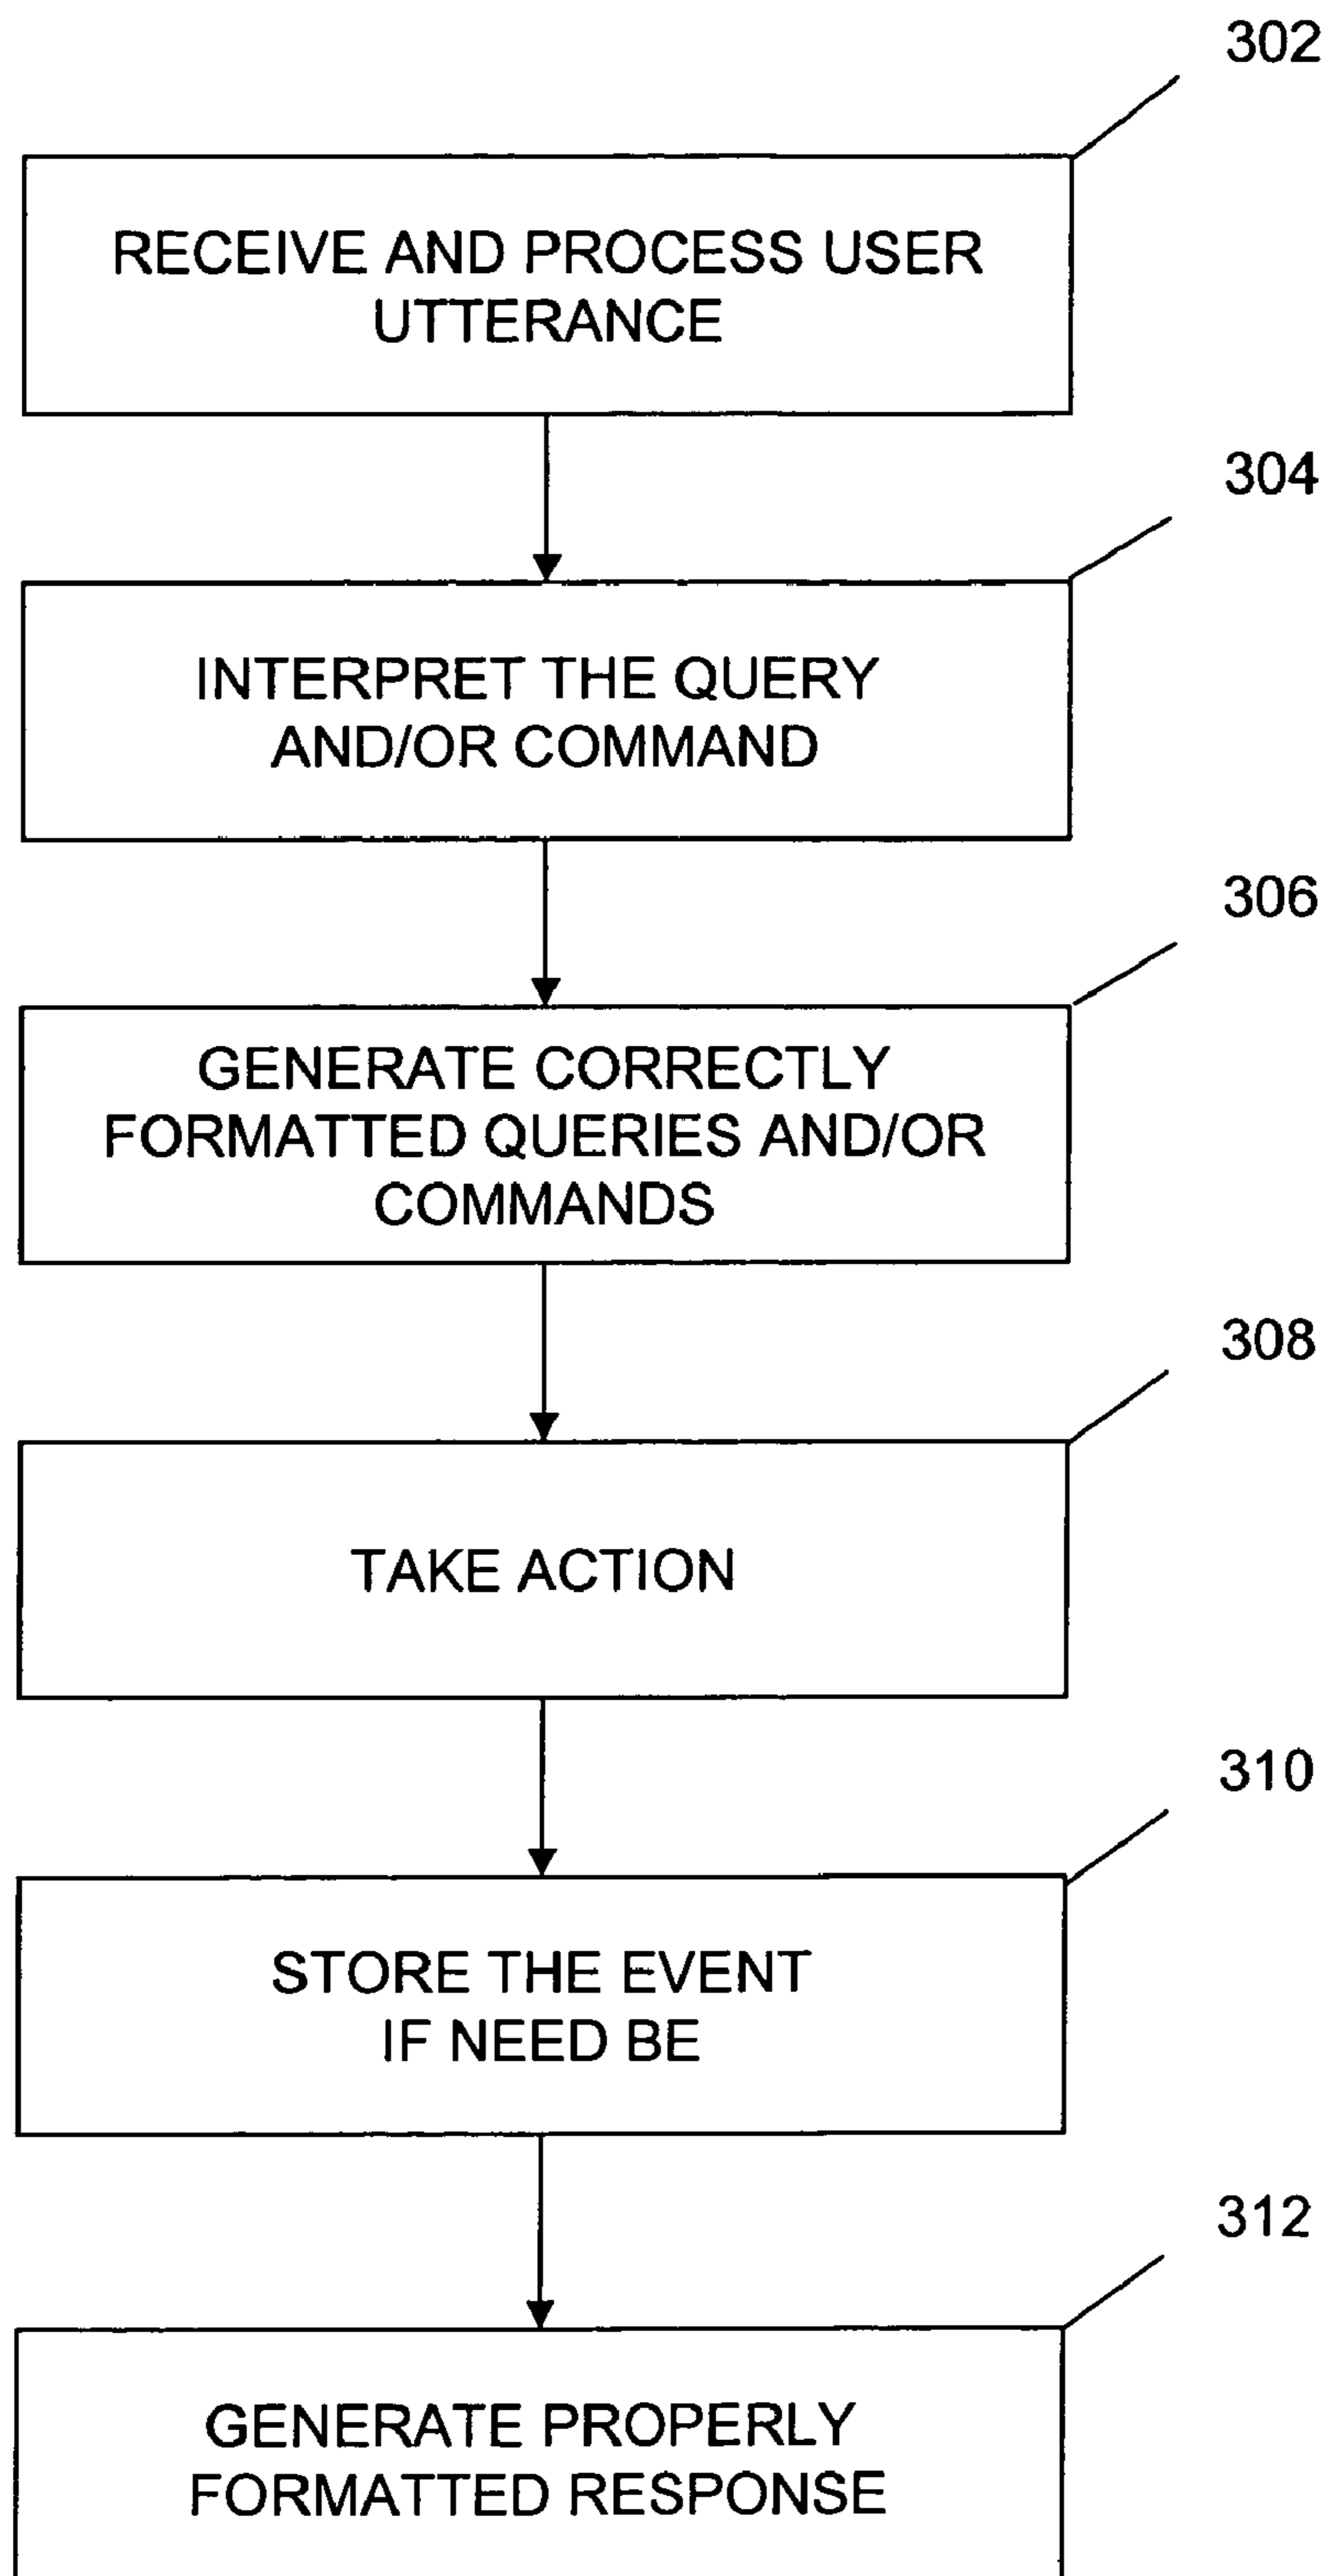 302
RECEIVE AND PROCESS USER
UTTERANCE
304
INTERPRET THE QUERY
AND/OR COMMAND
306
GENERATE CORRECTLY
FORMATTED QUERIES AND/OR
COMMANDS
308
TAKE ACTION
310
STORE THE EVENT
IF NEED BE
312
GENERATE PROPERLY
FORMATTED RESPONSE